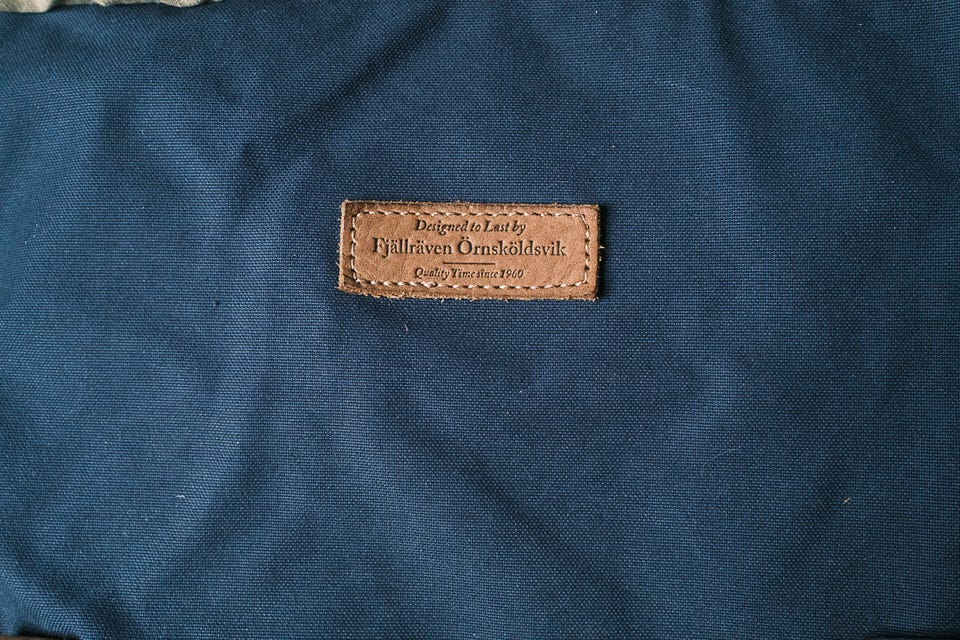 Designed to Last by
Fjällräven Örnsköldsvik
Quality Time since 1960